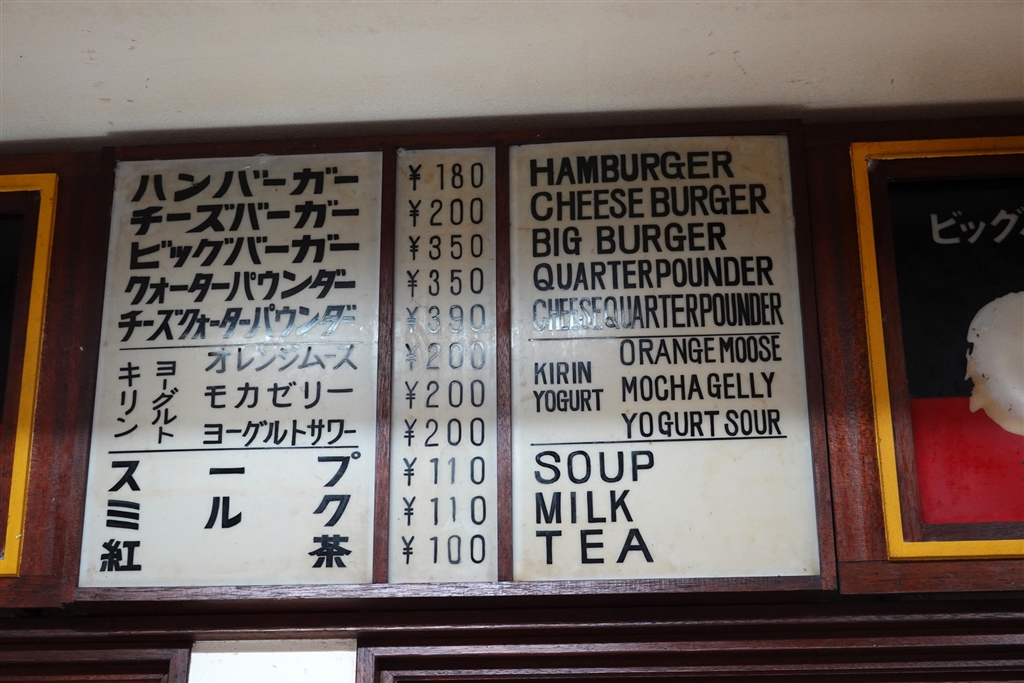 ハンバーガー ¥180 HAMBURGER
チーズバーガー ¥200 CHEESE BURGER
ビッグバーガー ¥350 BIG BURGER
クォーターパウンダー ¥350 QUARTERPOUNDER
チーズクォーターパウンダー ¥390 CHEESEQUARTERPOUNDER
キリン ヨーグルト オレンジムース ¥200 KIRIN YOGURT ORANGE MOOSE
モカゼリー ¥200 MOCHA GELLY
ヨーグルトサワー ¥200 YOGURT SOUR
スープ ¥110 SOUP
ミルク ¥110 MILK
紅茶 ¥100 TEA
ビッグ